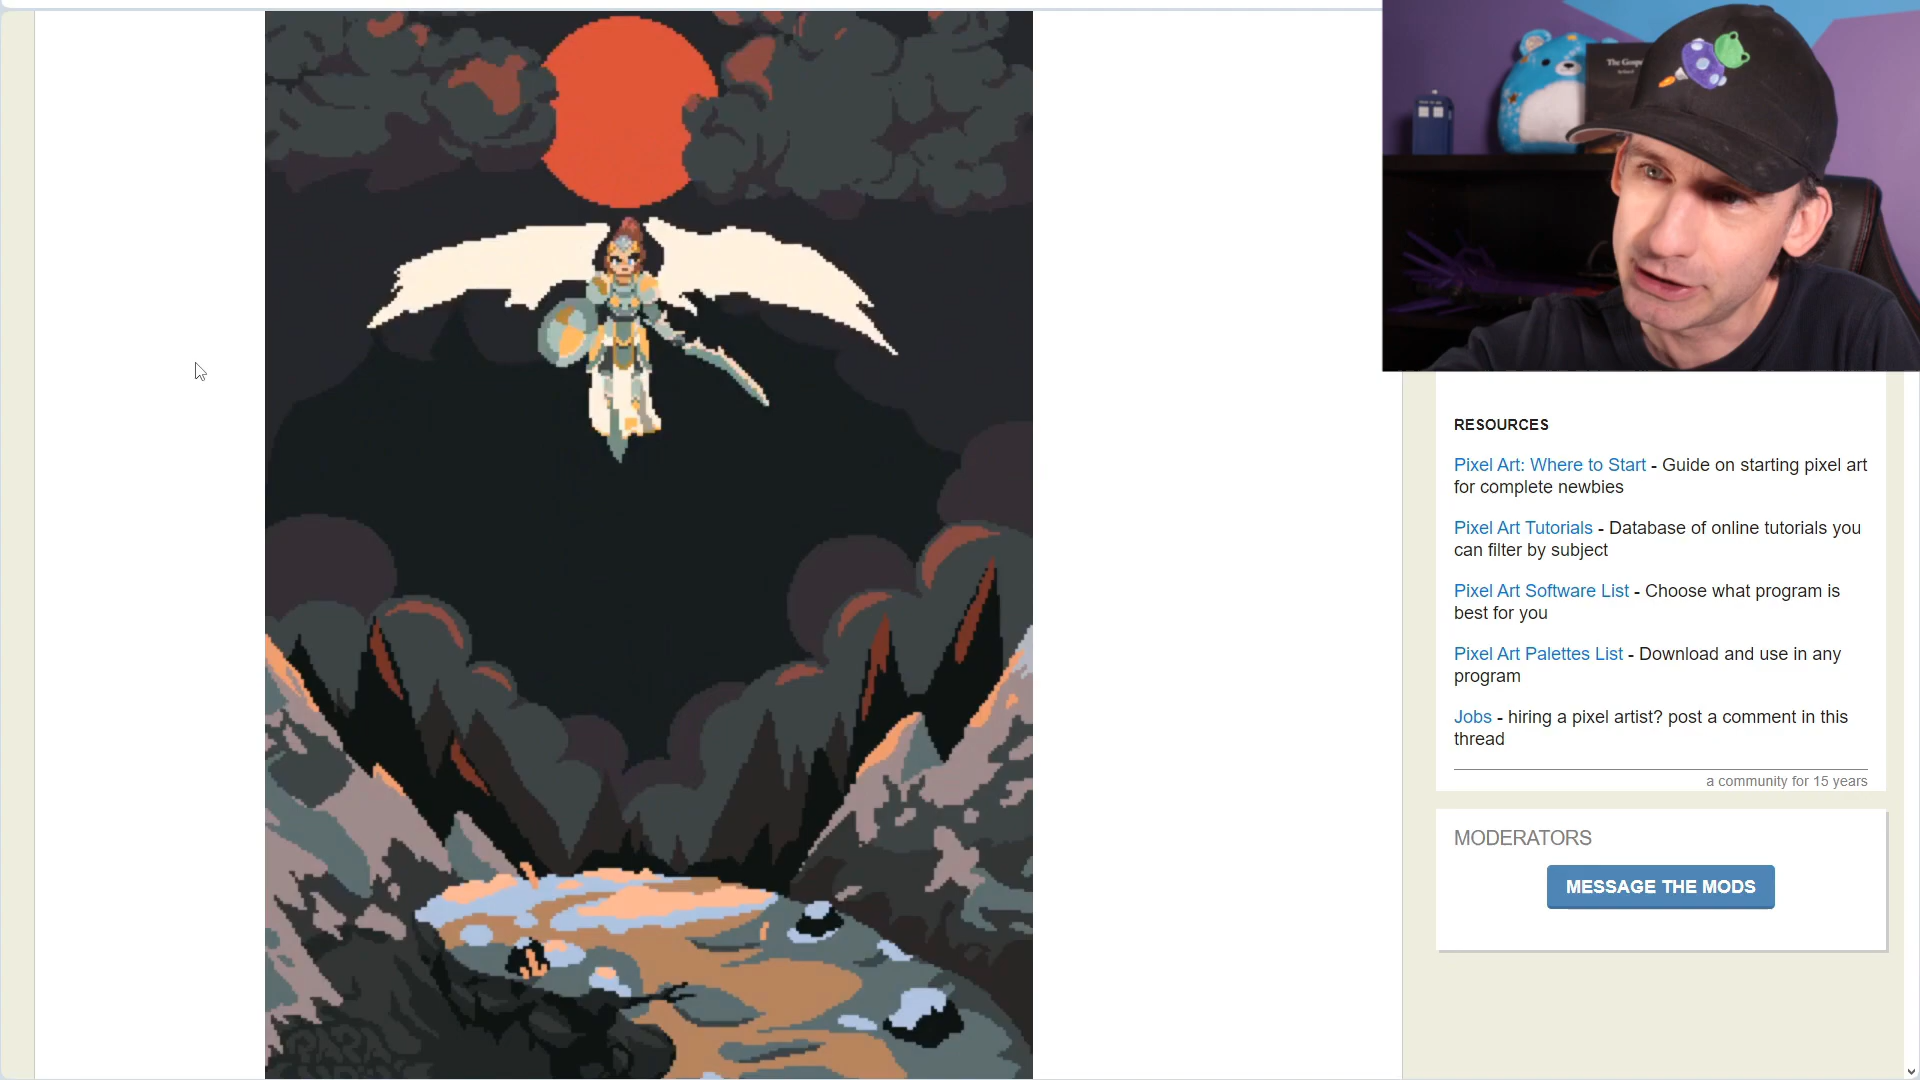 The Gospel
RESOURCES
Pixel Art: Where to Start - Guide on starting pixel art
for complete newbies
Pixel Art Tutorials - Database of online tutorials you
can filter by subject
Pixel Art Software List - Choose what program is
best for you
Pixel Art Palettes List - Download and use in any
program
Jobs - hiring a pixel artist? post a comment in this
thread
a community for 15 years
MODERATORS
MESSAGE THE MODS